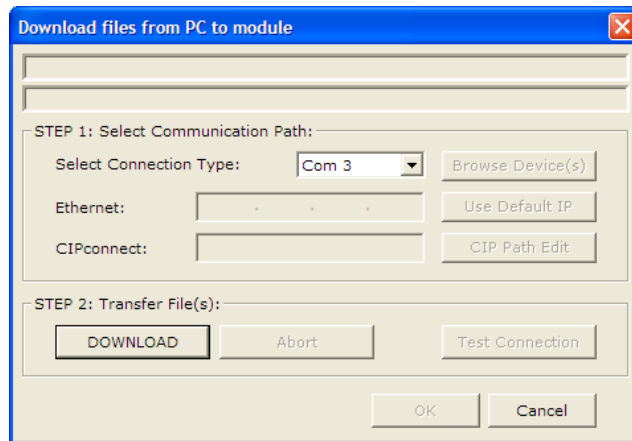 Download files from PC to module
STEP 1: Select Communication Path:
Select Connection Type: Com 3 Browse Device(s)
Ethernet: . . . Use Default IP
CIPconnect: CIP Path Edit
STEP 2: Transfer File(s):
DOWNLOAD Abort Test Connection
OK Cancel